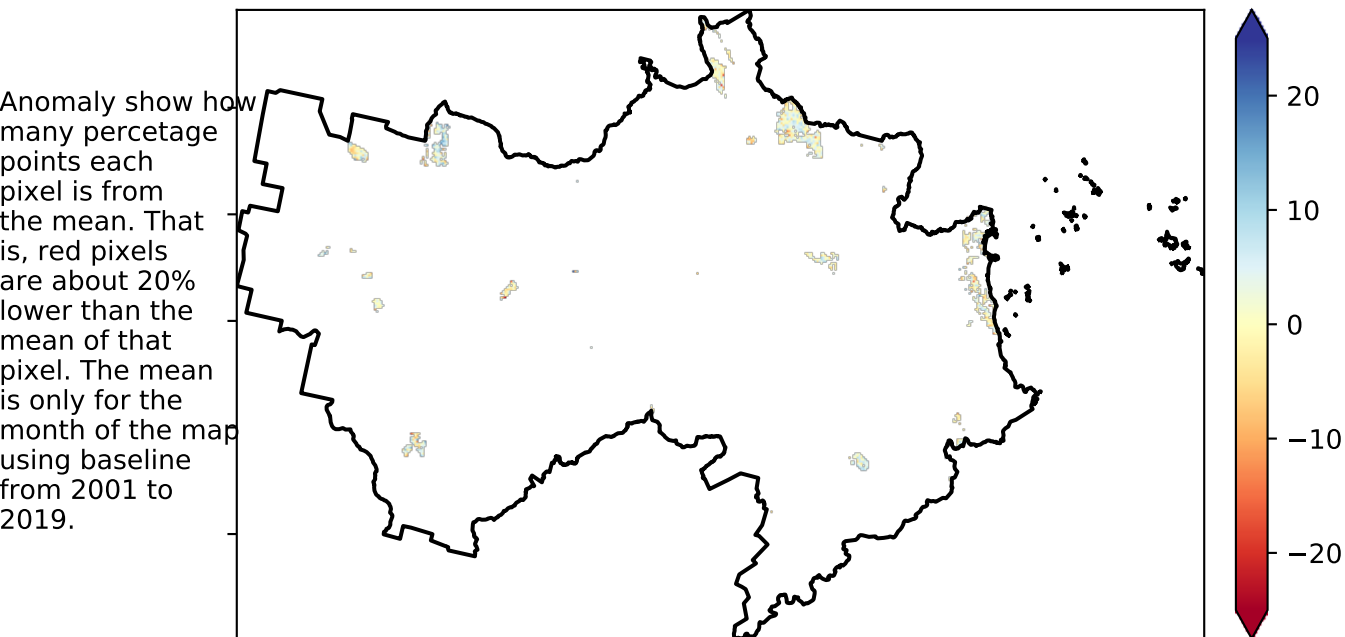 Anomaly show how
many percetage
points each
pixel is from
the mean. That
is, red pixels
are about 20%
lower than the
mean of that
pixel. The mean
is only for the
month of the map
using baseline
from 2001 to
2019.
20
10
0
−10
−20